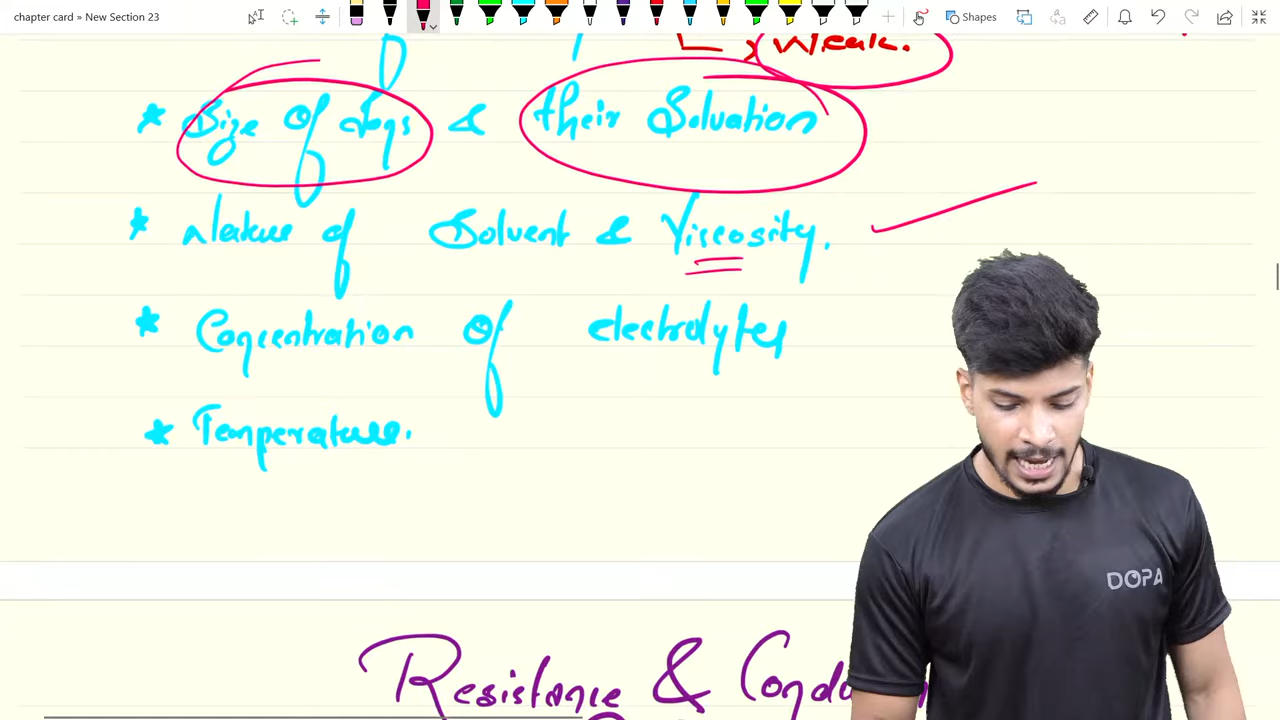 chapter card » New Section 23
Shapes
Weak.
* Size Of Ions & their Solvation
* Nature of Solvent & Viscosity.
* Concentration Of electrolytes
* Temperature.
DOPA
Resistance &